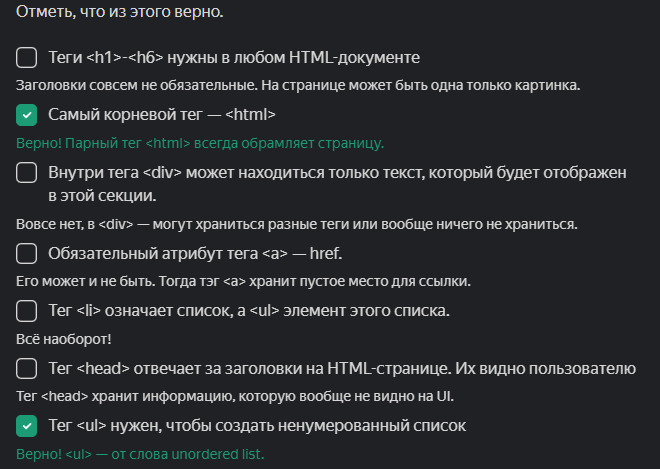 Отметь, что из этого верно.
Теги <h1>-<h6> нужны в любом HTML-документе
Заголовки совсем не обязательные. На странице может быть одна только картинка.
Самый корневой тег — <html>
Верно! Парный тег <html> всегда обрамляет страницу.
Внутри тега <div> может находиться только текст, который будет отображен
в этой секции.
Вовсе нет, в <div> — могут храниться разные теги или вообще ничего не храниться.
Обязательный атрибут тега <a> — href.
Его может и не быть. Тогда тэг <a> хранит пустое место для ссылки.
Тег <li> означает список, а <ul> элемент этого списка.
Всё наоборот!
Тег <head> отвечает за заголовки на HTML-странице. Их видно пользователю
Тег <head> хранит информацию, которую вообще не видно на UI.
Тег <ul> нужен, чтобы создать ненумерованный список
Верно! <ul> — от слова unordered list.